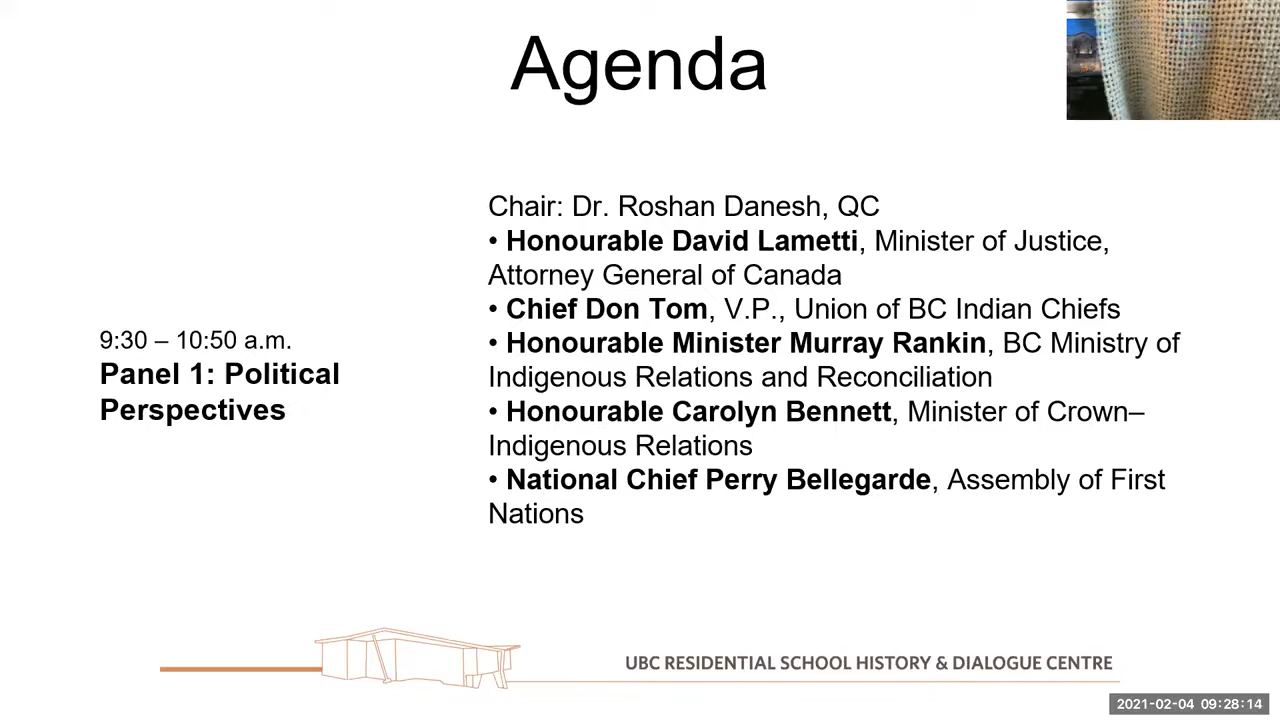 Agenda
9:30 – 10:50 a.m.
Panel 1: Political
Perspectives
Chair: Dr. Roshan Danesh, QC
• Honourable David Lametti, Minister of Justice,
Attorney General of Canada
• Chief Don Tom, V.P., Union of BC Indian Chiefs
• Honourable Minister Murray Rankin, BC Ministry of
Indigenous Relations and Reconciliation
• Honourable Carolyn Bennett, Minister of Crown–
Indigenous Relations
• National Chief Perry Bellegarde, Assembly of First
Nations
UBC RESIDENTIAL SCHOOL HISTORY & DIALOGUE CENTRE
2021-02-04 09:28:14